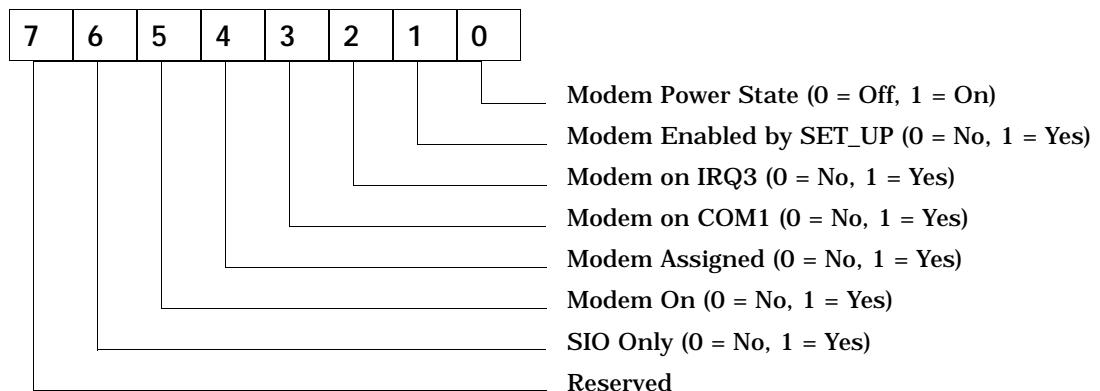 7 6 5 4 3 2 1 0
Modem Power State (0 = Off, 1 = On)
Modem Enabled by SET_UP (0 = No, 1 = Yes)
Modem on IRQ3 (0 = No, 1 = Yes)
Modem on COM1 (0 = No, 1 = Yes)
Modem Assigned (0 = No, 1 = Yes)
Modem On (0 = No, 1 = Yes)
SIO Only (0 = No, 1 = Yes)
Reserved